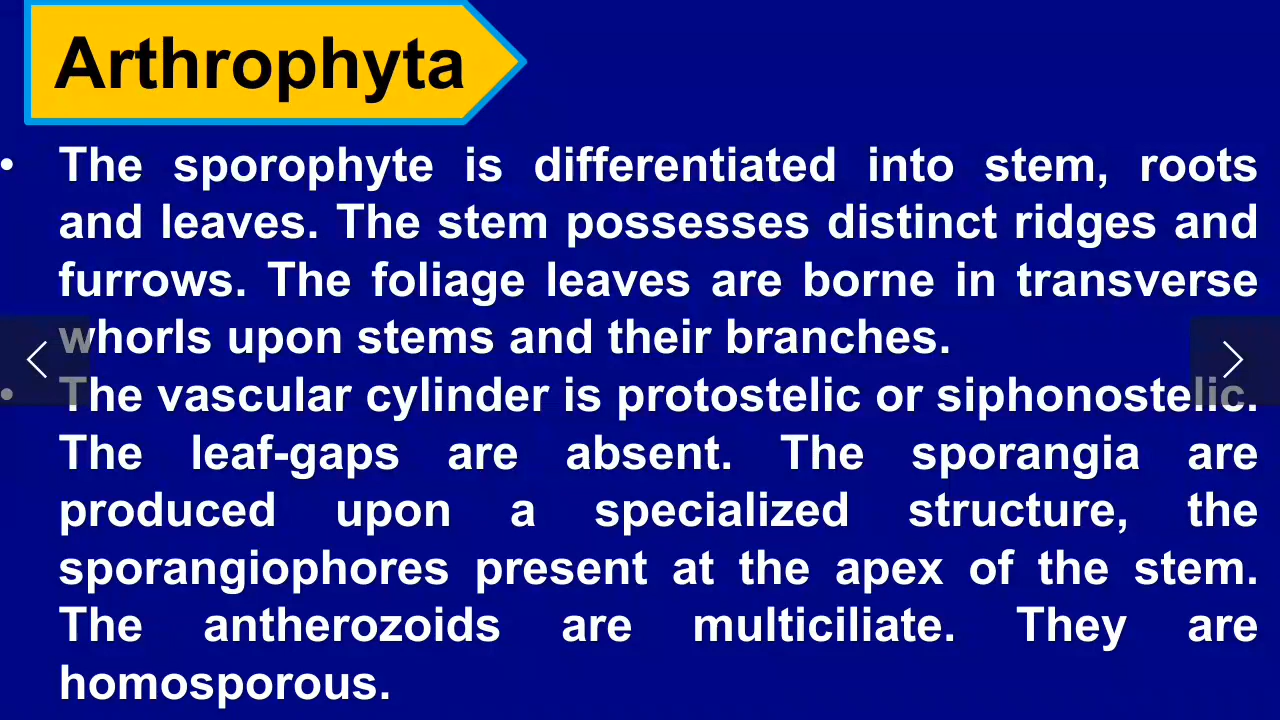 Arthrophyta
• The sporophyte is differentiated into stem, roots
and leaves. The stem possesses distinct ridges and
furrows. The foliage leaves are borne in transverse
whorls upon stems and their branches.
• The vascular cylinder is protostelic or siphonostelic.
The leaf-gaps are absent. The sporangia are
produced upon a specialized structure, the
sporangiophores present at the apex of the stem.
The antherozoids are multiciliate. They are
homosporous.